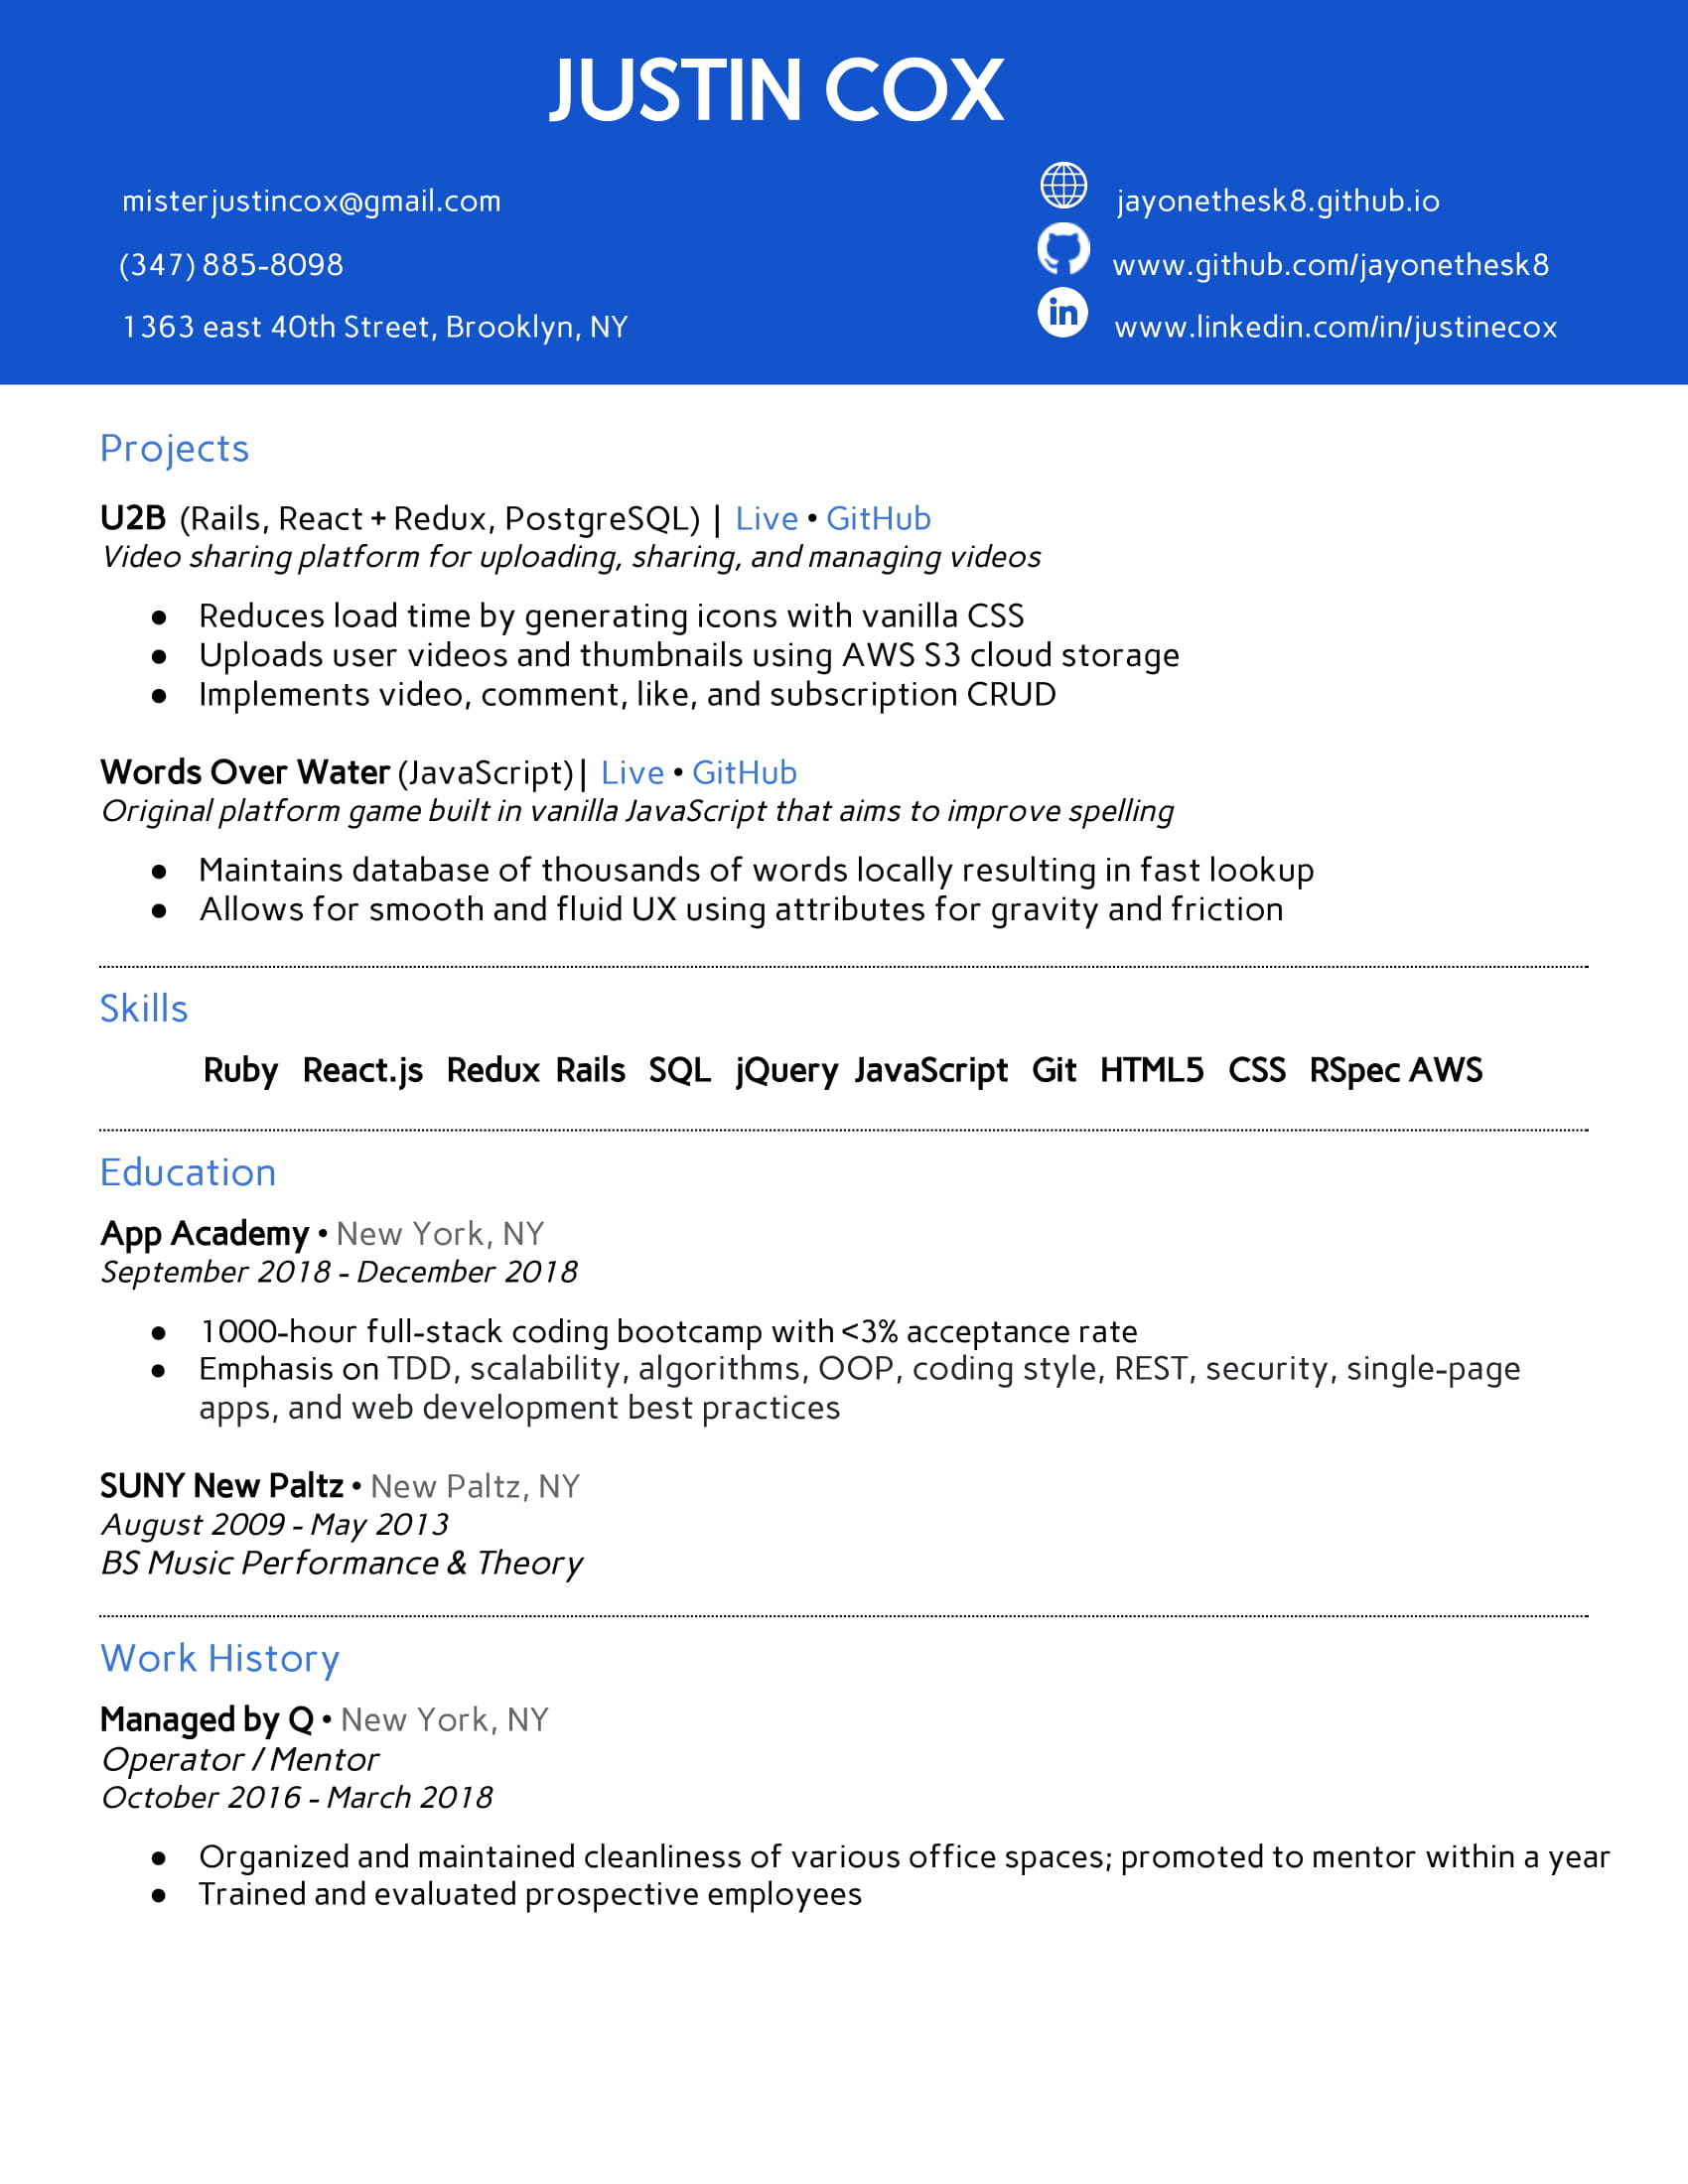 JUSTIN COX
misterjustincox@gmail.com
(347) 885-8098
1363 east 40th Street, Brooklyn, NY
jayonethesk8.github.io
www.github.com/jayonethesk8
in
www.linkedin.com/in/justinecox
Projects
U2B (Rails, React + Redux, PostgreSQL) | Live • GitHub
Video sharing platform for uploading, sharing, and managing videos
● Reduces load time by generating icons with vanilla CSS
● Uploads user videos and thumbnails using AWS S3 cloud storage
● Implements video, comment, like, and subscription CRUD
Words Over Water (JavaScript)| Live • GitHub
Original platform game built in vanilla JavaScript that aims to improve spelling
● Maintains database of thousands of words locally resulting in fast lookup
● Allows for smooth and fluid UX using attributes for gravity and friction
Skills
Ruby React.js Redux Rails SQL jQuery JavaScript Git HTML5 CSS RSpec AWS
Education
App Academy • New York, NY
September 2018 - December 2018
● 1000-hour full-stack coding bootcamp with <3% acceptance rate
● Emphasis on TDD, scalability, algorithms, OOP, coding style, REST, security, single-page
apps, and web development best practices
SUNY New Paltz • New Paltz, NY
August 2009 - May 2013
BS Music Performance & Theory
Work History
Managed by Q • New York, NY
Operator / Mentor
October 2016 - March 2018
● Organized and maintained cleanliness of various office spaces; promoted to mentor within a year
● Trained and evaluated prospective employees